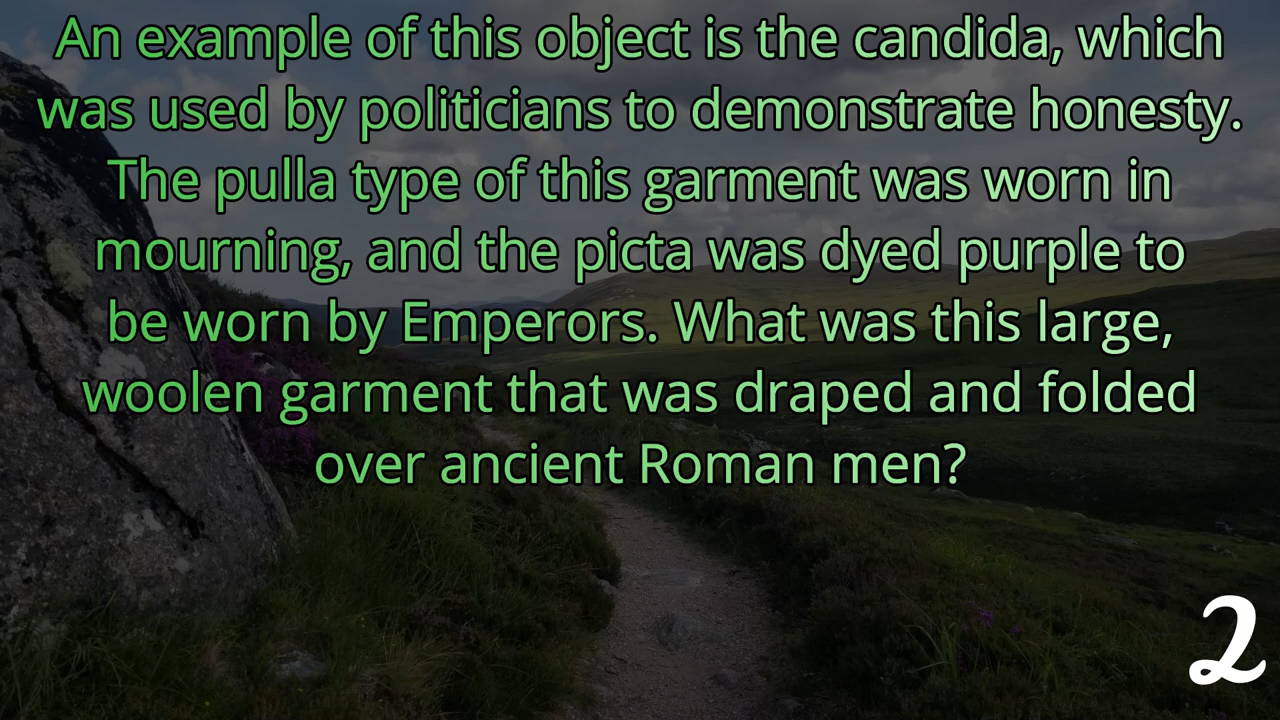 An example of this object is the candida, which
was used by politicians to demonstrate honesty.
The pulla type of this garment was worn in
mourning, and the picta was dyed purple to
be worn by Emperors. What was this large,
woolen garment that was draped and folded
over ancient Roman men?
2